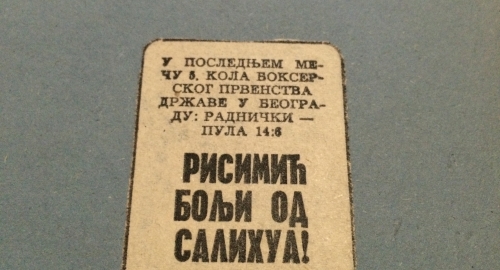 У ПОСЛЕДЊЕМ МЕ-
ЧУ 5. КОЛА БОКСЕР-
СКОГ ПРВЕНСТВА
ДРЖАВЕ У БЕОГРА-
ДУ: РАДНИЧКИ —
ПУЛА 14:6
РИСИМИЋ
БОЉИ ОД
САЛИХУА!